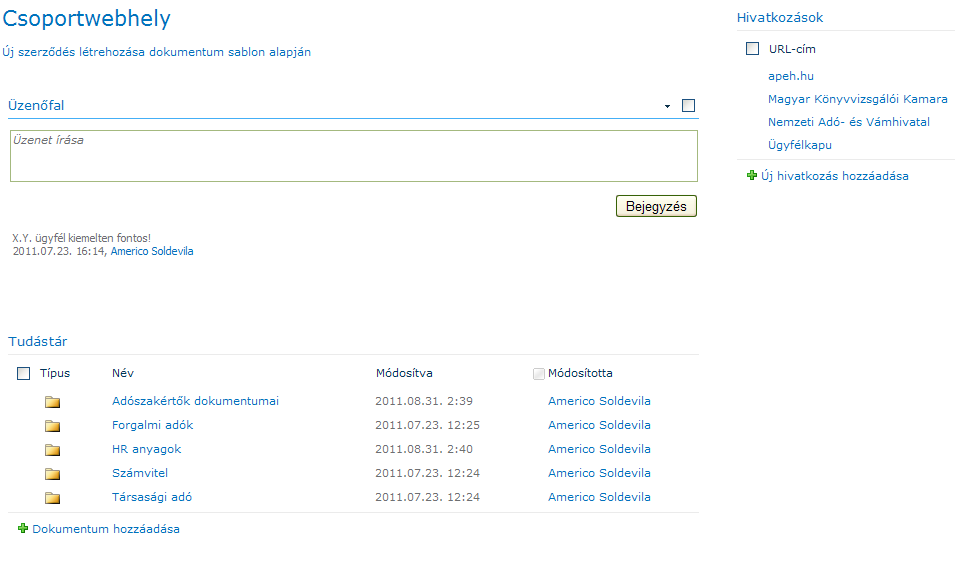 Csoportwebhely
Új szerződés létrehozása dokumentum sablon alapján
Üzenőfal
Üzenet írása
Bejegyzés
X.Y. ügyfél kiemelten fontos!
2011.07.23. 16:14, Americo Soldevila
Tudástár
Típus Név Módosítva Módosította
Adószakértők dokumentumai 2011.08.31. 2:39 Americo Soldevila
Forgalmi adók 2011.07.23. 12:25 Americo Soldevila
HR anyagok 2011.08.31. 2:40 Americo Soldevila
Számvitel 2011.07.23. 12:24 Americo Soldevila
Társasági adó 2011.07.23. 12:24 Americo Soldevila
Dokumentum hozzáadása
Hivatkozások
URL-cím
apeh.hu
Magyar Könyvvizsgálói Kamara
Nemzeti Adó- és Vámhivatal
Ügyfélkapu
Új hivatkozás hozzáadása